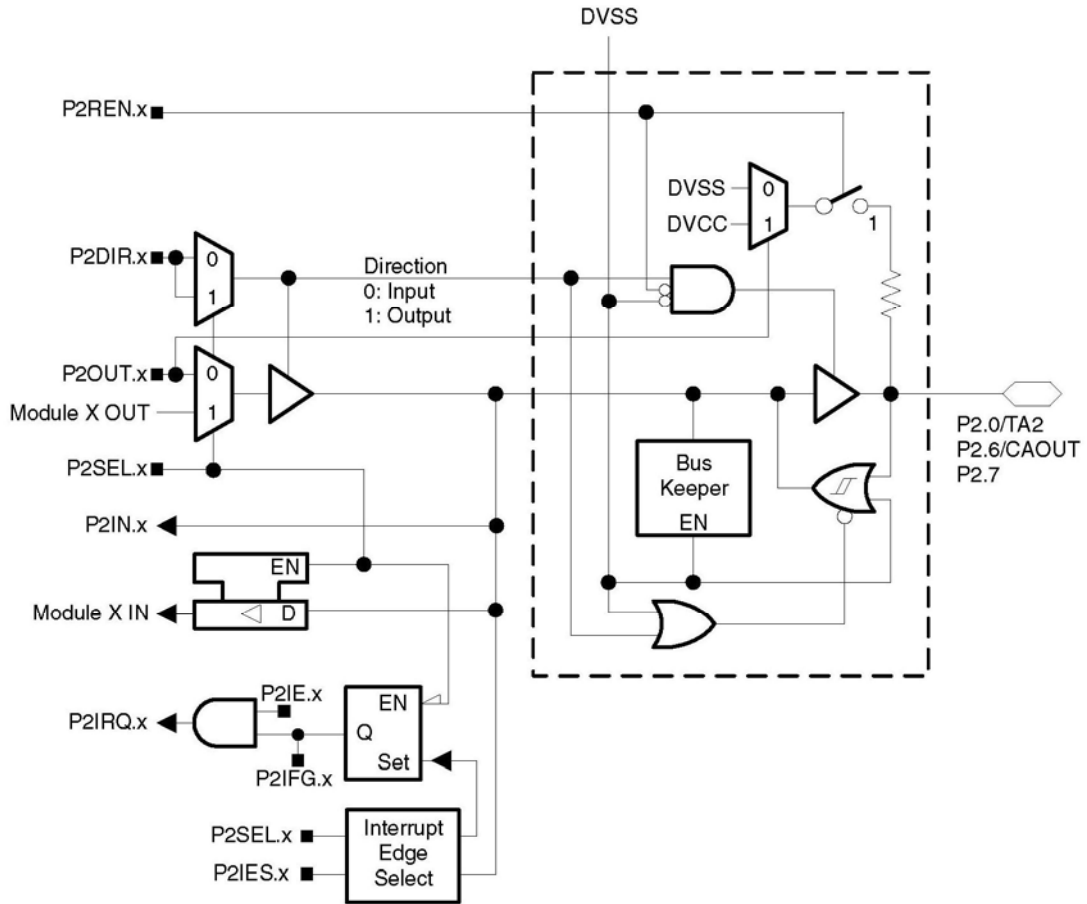 DVSS
P2REN.x
DVSS
0
DVCC
1
1
P2DIR.x
0
1
Direction
0: Input
1: Output
P2OUT.x
0
Module X OUT
1
P2SEL.x
P2.0/TA2
P2.6/CAOUT
P2.7
Bus
Keeper
EN
P2IN.x
EN
Module X IN
D
P2IE.x
P2IRQ.x
EN
Q
Set
P2IFG.x
P2SEL.x
P2IES.x
Interrupt
Edge
Select